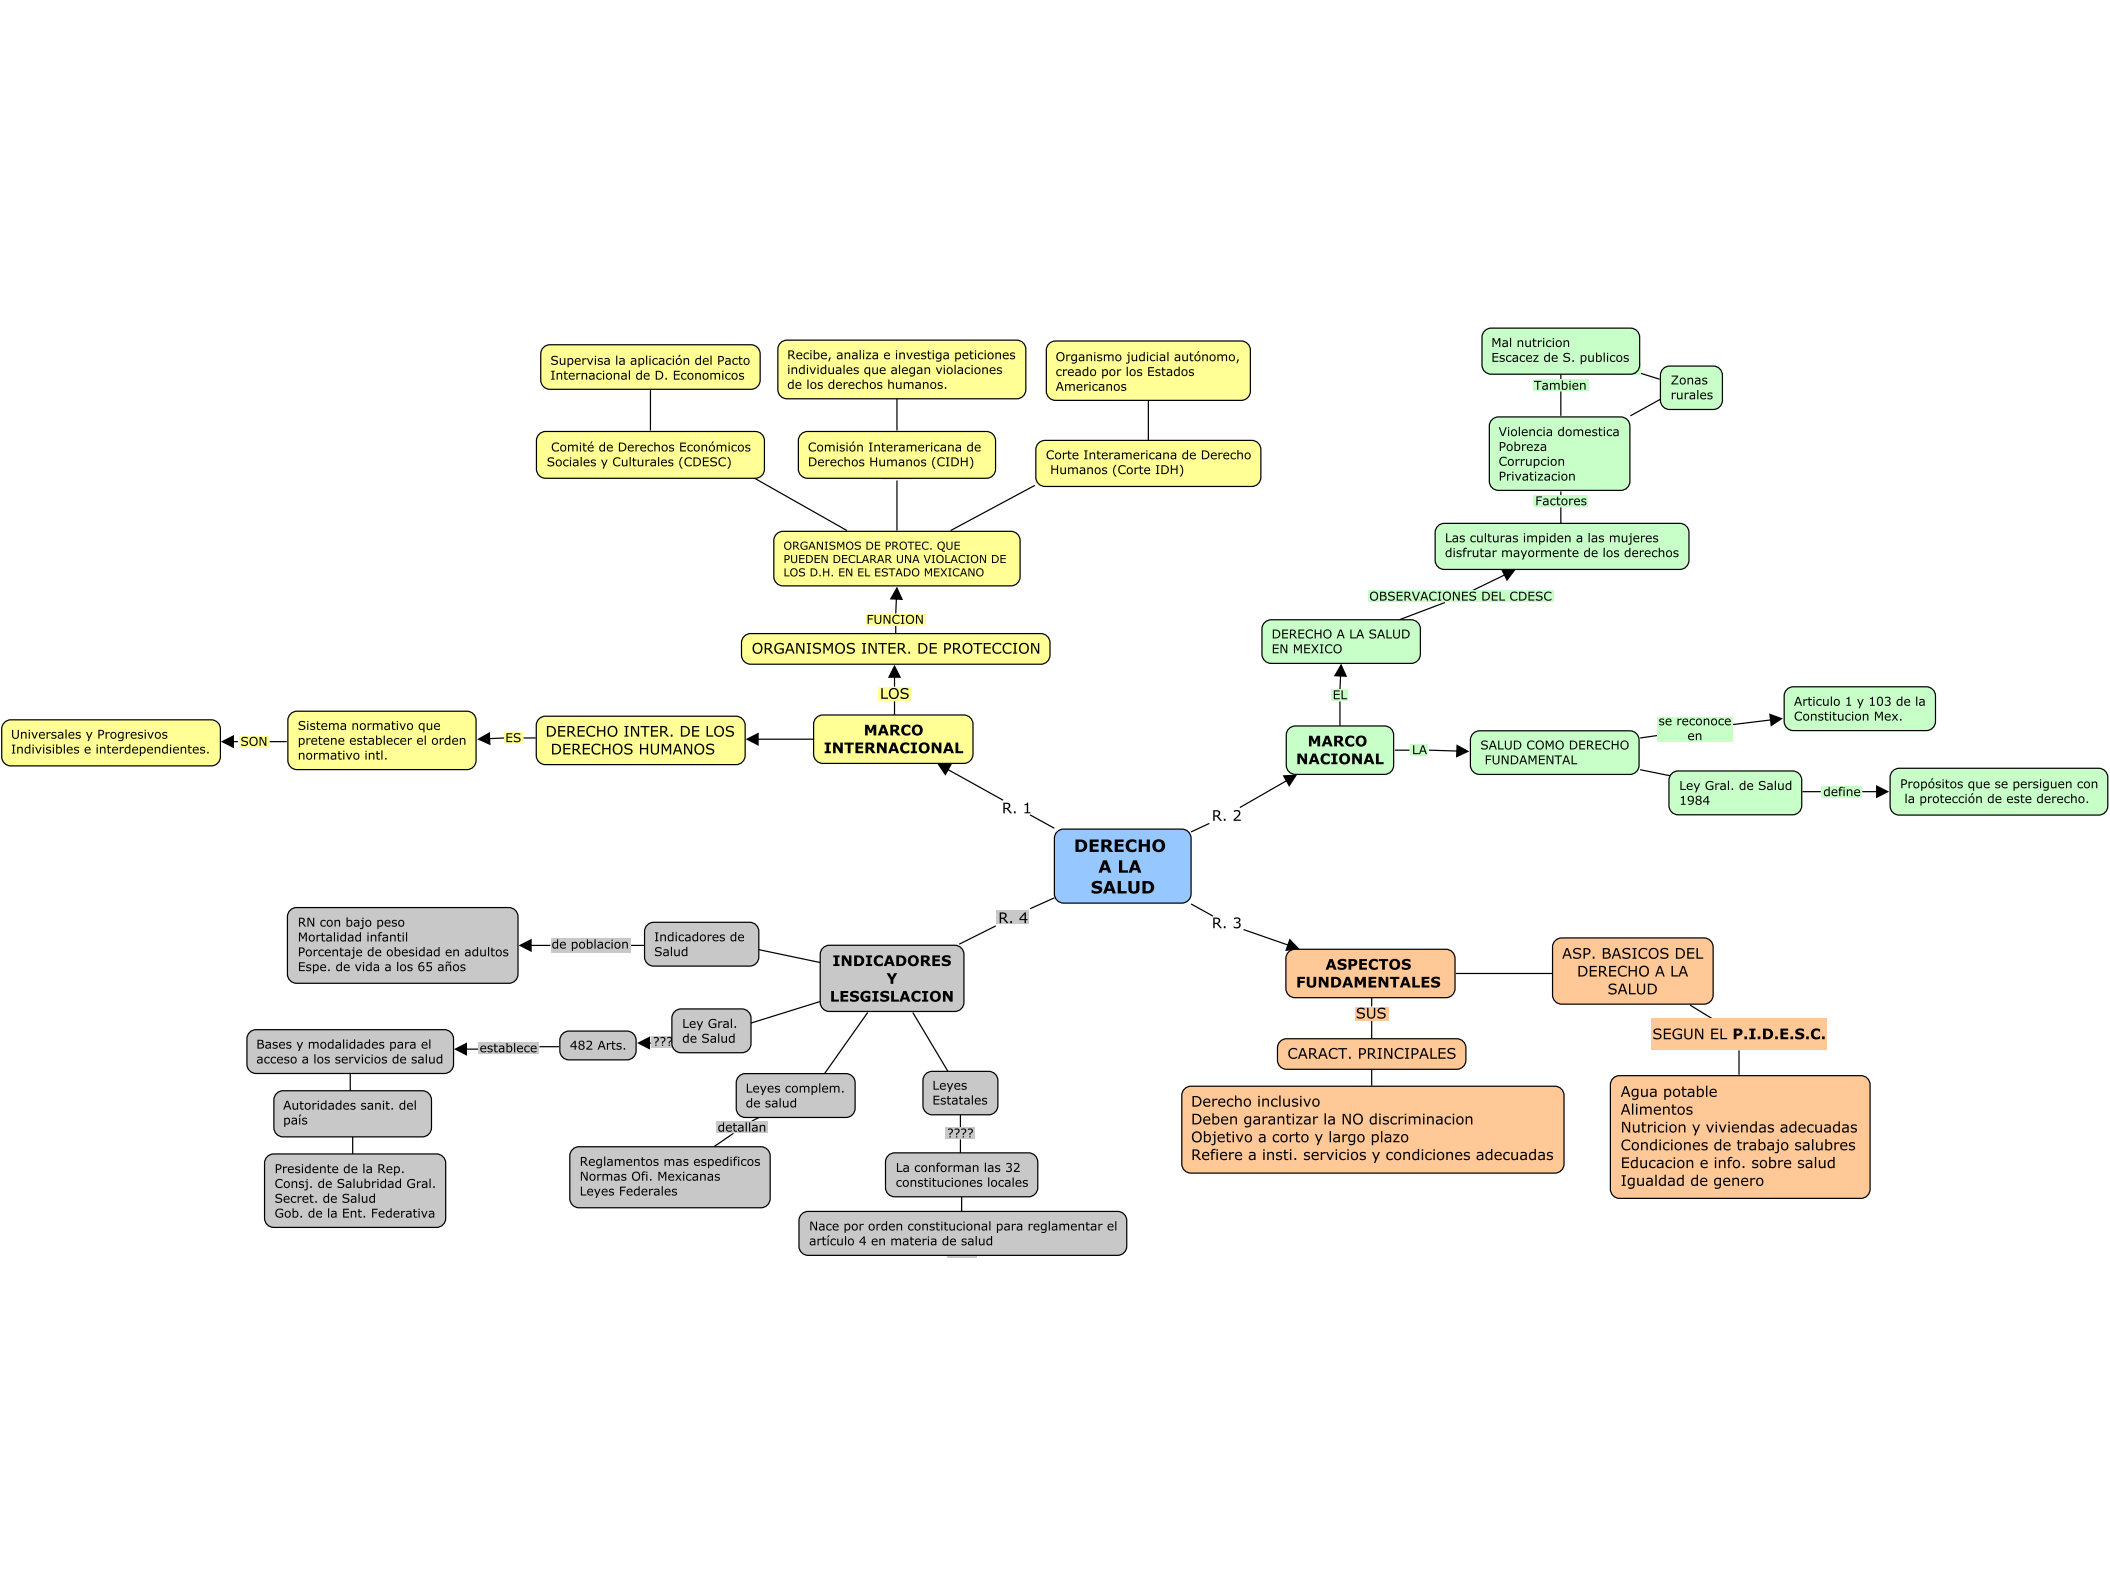 Mal nutricion
Escacez de S. publicos
Zonas
rurales
Tambien
Violencia domestica
Pobreza
Corrupcion
Privatizacion
Factores
Las culturas impiden a las mujeres
disfrutar mayormente de los derechos
OBSERVACIONES DEL CDESC
DERECHO A LA SALUD
EN MEXICO
EL
MARCO
NACIONAL
LA
SALUD COMO DERECHO
FUNDAMENTAL
se reconoce
en
Articulo 1 y 103 de la
Constitucion Mex.
Ley Gral. de Salud
1984
define
Propósitos que se persiguen con
la protección de este derecho.
R. 2
Supervisa la aplicación del Pacto
Internacional de D. Economicos
Recibe, analiza e investiga peticiones
individuales que alegan violaciones
de los derechos humanos.
Organismo judicial autónomo,
creado por los Estados
Americanos
Comité de Derechos Económicos
Sociales y Culturales (CDESC)
Comisión Interamericana de
Derechos Humanos (CIDH)
Corte Interamericana de Derecho
Humanos (Corte IDH)
ORGANISMOS DE PROTEC. QUE
PUEDEN DECLARAR UNA VIOLACION DE
LOS D.H. EN EL ESTADO MEXICANO
FUNCION
ORGANISMOS INTER. DE PROTECCION
LOS
MARCO
INTERNACIONAL
DERECHO INTER. DE LOS
DERECHOS HUMANOS
ES
Sistema normativo que
pretene establecer el orden
normativo intl.
SON
Universales y Progresivos
Indivisibles e interdependientes.
R. 1
DERECHO
A LA
SALUD
R. 4
INDICADORES
Y
LESGISLACION
Indicadores de
Salud
de poblacion
RN con bajo peso
Mortalidad infantil
Porcentaje de obesidad en adultos
Espe. de vida a los 65 años
Ley Gral.
de Salud
???
482 Arts.
establece
Bases y modalidades para el
acceso a los servicios de salud
Autoridades sanit. del
país
Presidente de la Rep.
Consj. de Salubridad Gral.
Secret. de Salud
Gob. de la Ent. Federativa
Leyes complem.
de salud
detallan
Reglamentos mas espedificos
Normas Ofi. Mexicanas
Leyes Federales
Leyes
Estatales
????
La conforman las 32
constituciones locales
Nace por orden constitucional para reglamentar el
artículo 4 en materia de salud
R. 3
ASPECTOS
FUNDAMENTALES
SUS
CARACT. PRINCIPALES
Derecho inclusivo
Deben garantizar la NO discriminacion
Objetivo a corto y largo plazo
Refiere a insti. servicios y condiciones adecuadas
ASP. BASICOS DEL
DERECHO A LA
SALUD
SEGUN EL P.I.D.E.S.C.
Agua potable
Alimentos
Nutricion y viviendas adecuadas
Condiciones de trabajo salubres
Educacion e info. sobre salud
Igualdad de genero